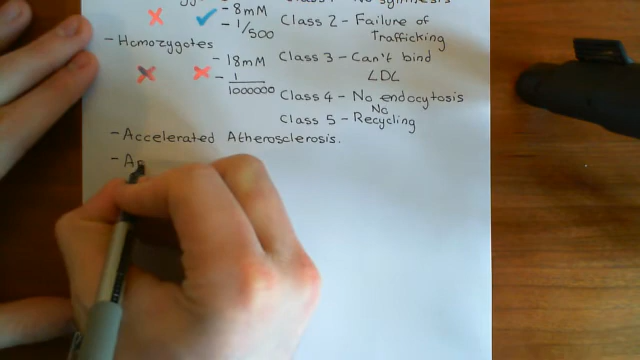 - 8mM
- 1/500
Class 2 - Failure of
Trafficking
- Homozygotes
- 18mM
- 1
1000000
Class 3 - Can't bind
LDL
Class 4 - No endocytosis
Class 5 - No Recycling
- Accelerated Atherosclerosis.